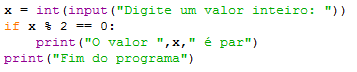 x = int(input("Digite um valor inteiro: "))
if x % 2 == 0:
    print("O valor ",x," é par")
print("Fim do programa")